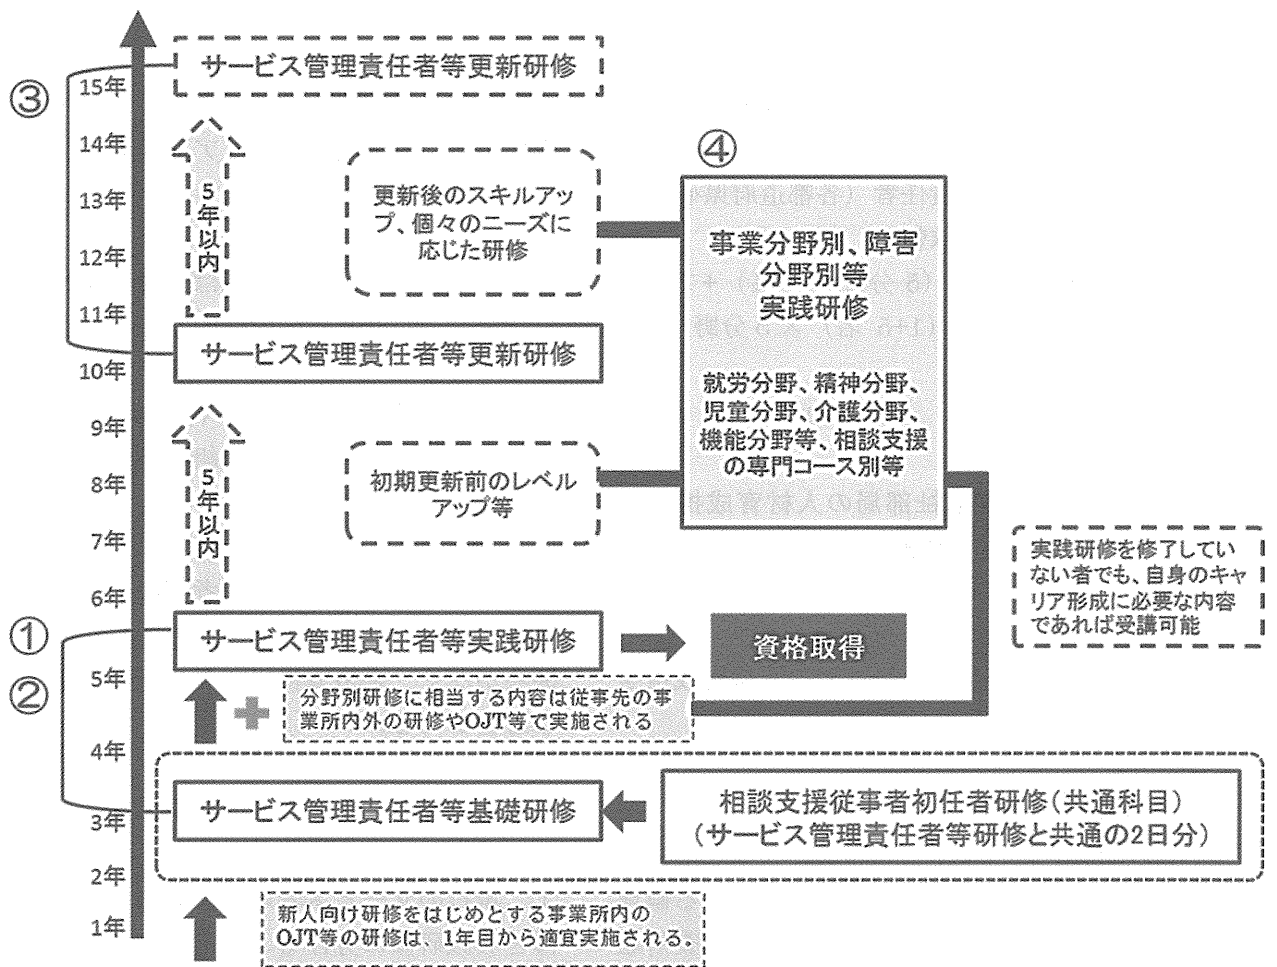 サービス管理責任者等更新研修
③
15年
14年
13年
12年
11年
10年
9年
8年
7年
6年
5年
4年
3年
2年
1年
5年以内
更新後のスキルアッ
プ、個々のニーズに
応じた研修
④
事業分野別、障害
分野別等
実践研修
就労分野、精神分野、
児童分野、介護分野、
機能分野等、相談支援
の専門コース別等
サービス管理責任者等更新研修
5年以内
初期更新前のレベル
アップ等
実践研修を修了してい
ない者でも、自身のキャ
リア形成に必要な内容
であれば受講可能
①
サービス管理責任者等実践研修
資格取得
②
分野別研修に相当する内容は従事先の事
業所内外の研修やOJT等で実施される
サービス管理責任者等基礎研修
相談支援従事者初任者研修(共通科目)
(サービス管理責任者等研修と共通の2日分)
新人向け研修をはじめとする事業所内の
OJT等の研修は、1年目から適宜実施される.